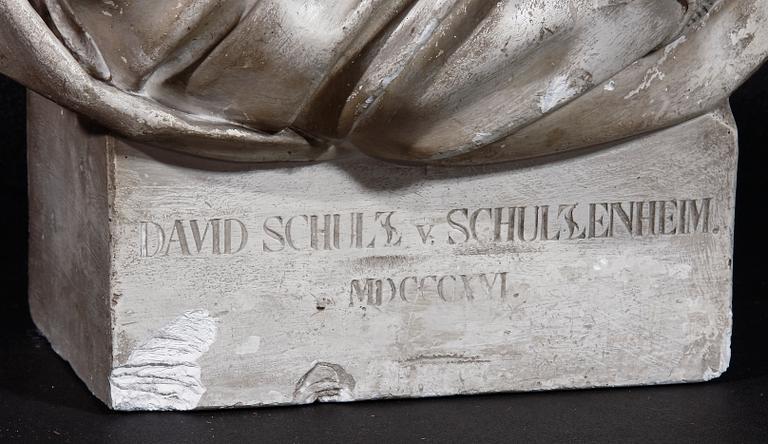 DAVID SCHULZ v. SCHULZENHEIM.
MDCCCXVI.